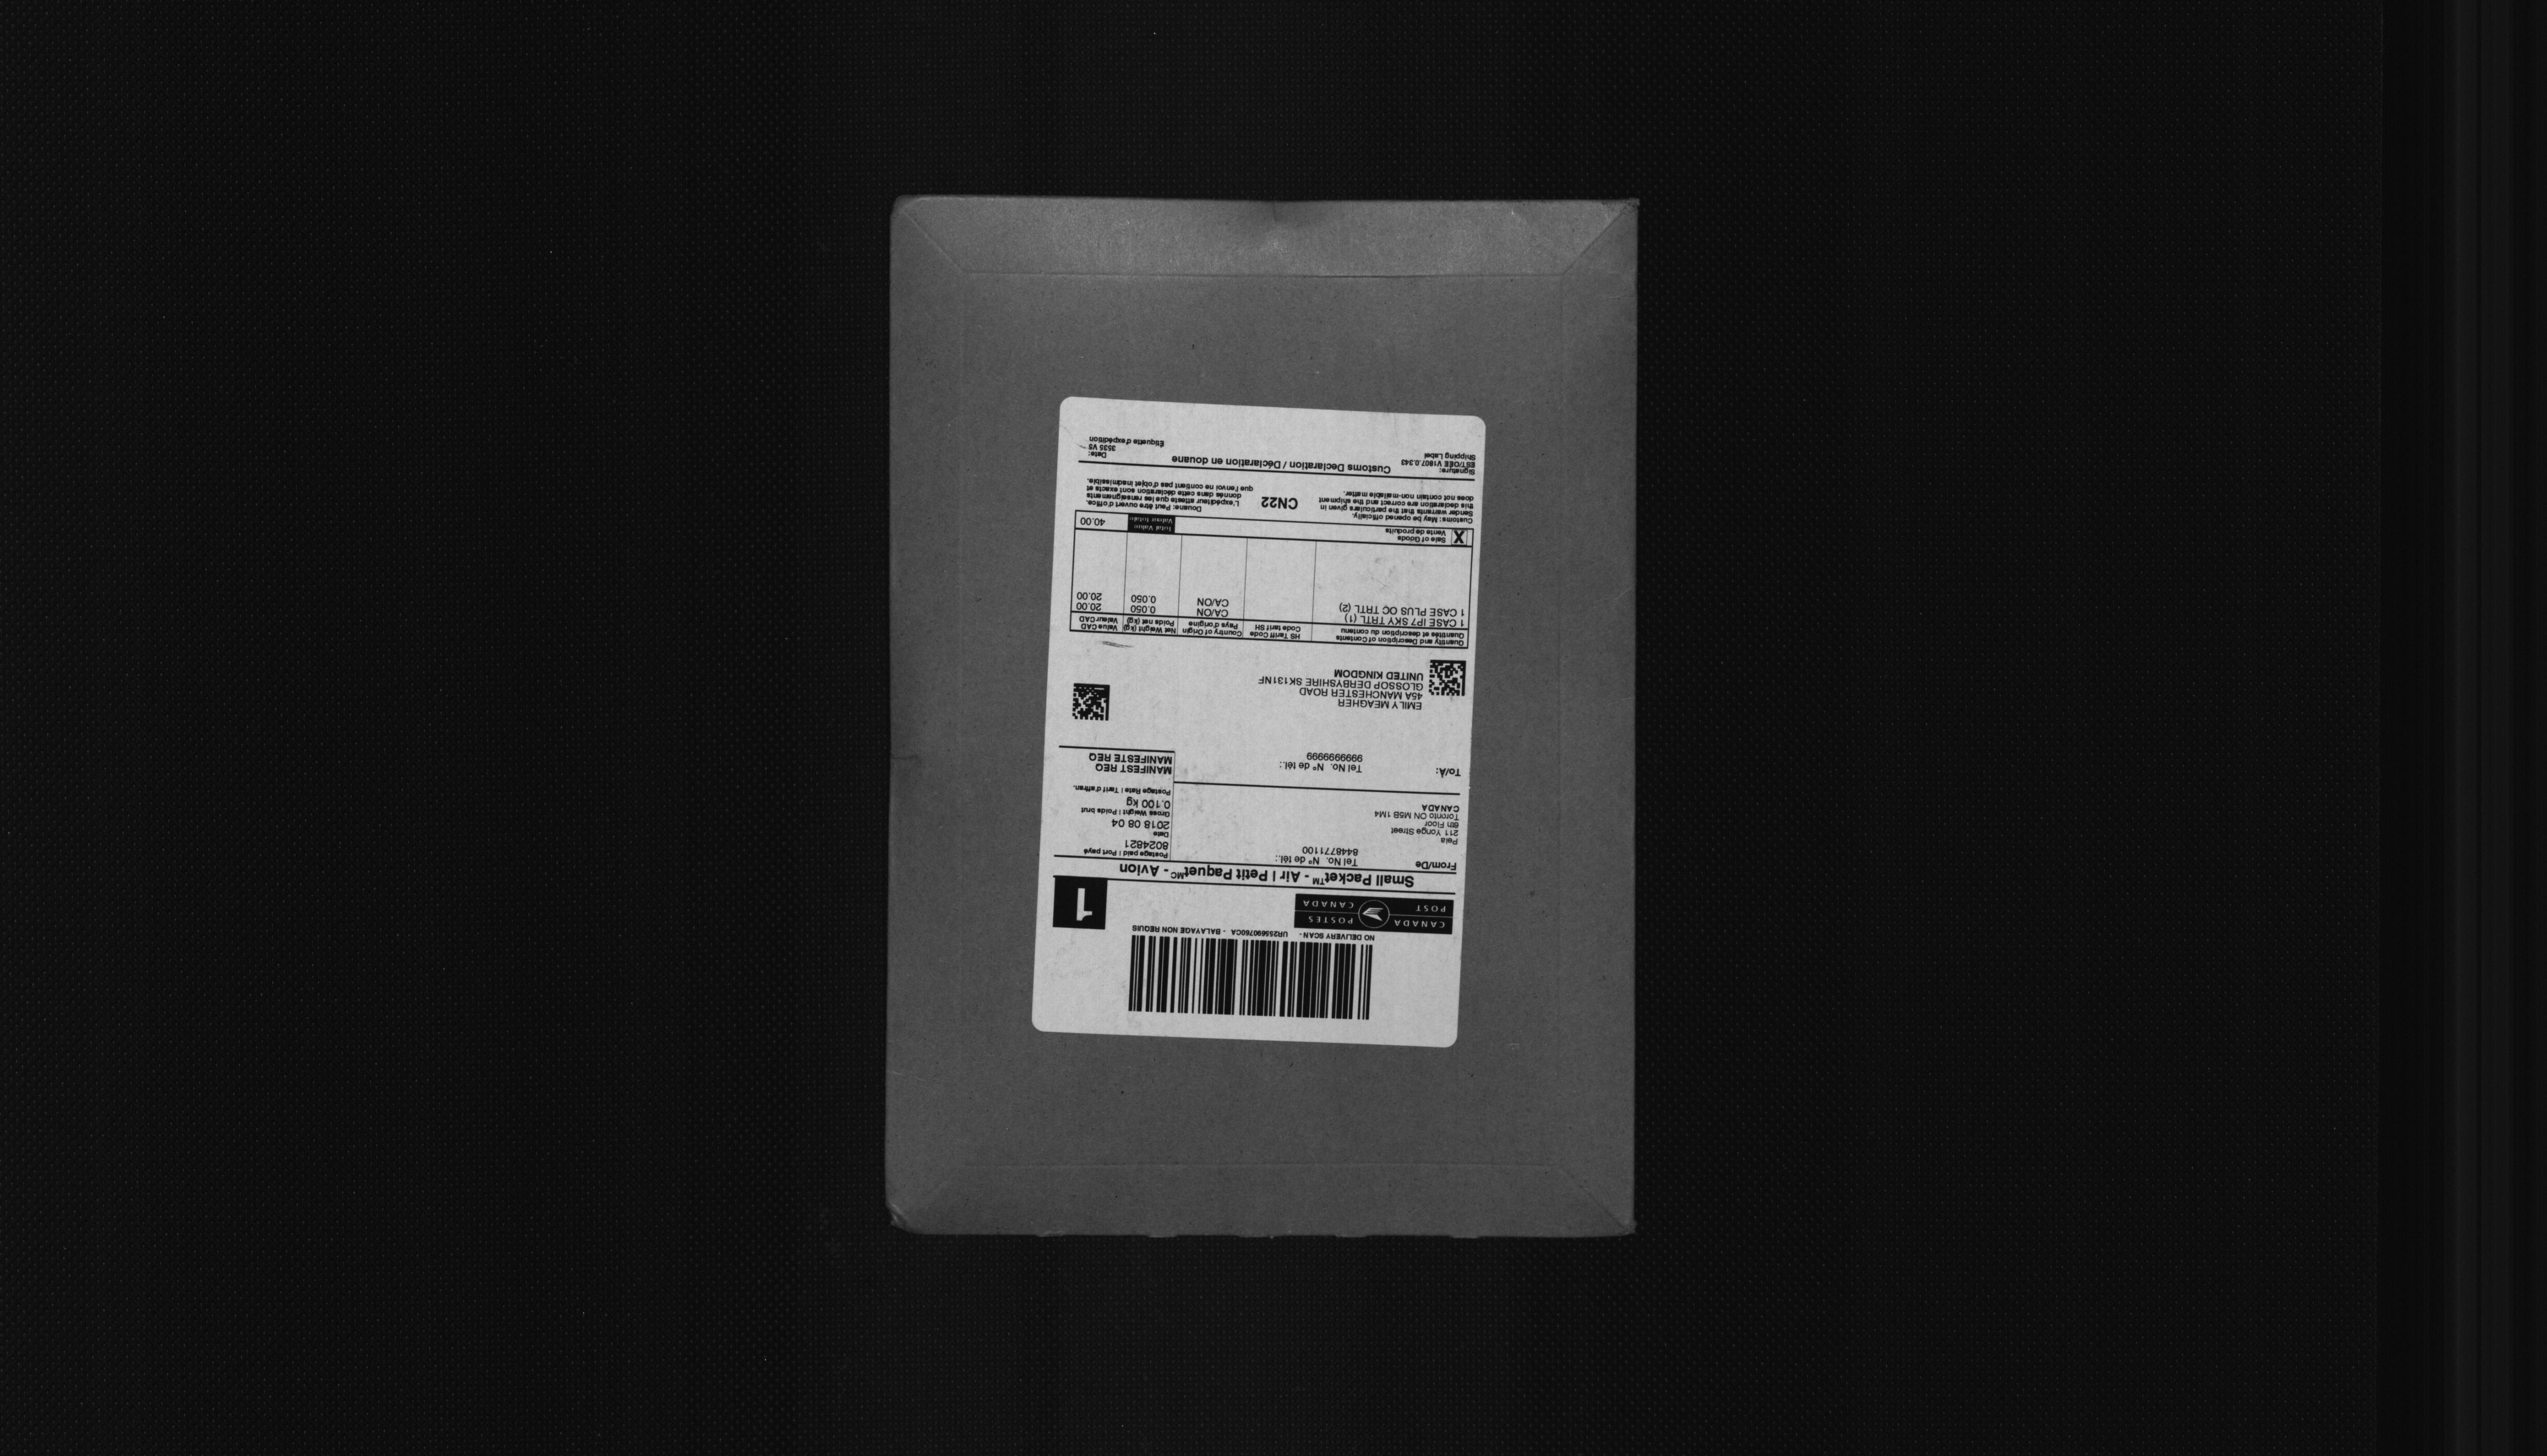 NO DELIVERY SCAN - UR255690760CA - BALAYAGE NON REQUIS
CANADA POSTES
POST CANADA
1
Small Packet™ - Air | Petit Paquet MC - Avion
From/De
Tel No. Nº de tél.:
8448771100
Pela
211 Yonge Street
8th Floor
Toronto ON M5B 1M4
CANADA
Postage paid | Port payé
8024821
Date
2018 08 04
Gross Weight | Poids brut
0.100 kg
Postage Rate | Tarif d'affran.
MANIFEST REQ
MANIFESTE REQ
To/À:
Tel No. Nº de tél.:
99999999999
EMILY MEAGHER
45A MANCHESTER ROAD
GLOSSOP DERBYSHIRE SK131NF
UNITED KINGDOM
Quantity and Description of Contents HS Tariff Code Country of Origin Net Weight (kg) Value CAD
Quantités et description du contenu Code tarif SH Pays d'origine Poids net (kg) Valeur CAD
1 CASE IP7 SKY TRTL (1) CA/ON 0.050 20.00
1 CASE PLUS OC TRTL (2) CA/ON 0.050 20.00
X Sale of Goods
Vente de produits
Total Value
Valeur totale
40.00
Customs: May be opened officially.
Sender warrants that the particulars given in
this declaration are correct and the shipment
does not contain non-mailable matter.
CN22
Douane: Peut être ouvert d'office.
L'expéditeur atteste que les renseignements
donnés dans cette déclaration sont exacts et
que l'envoi ne contient pas d'objet inadmissible.
Customs Declaration / Déclaration en douane
Signature:
EST/OEE V1807.0.343
Shipping Label
Date:
3535 V5
Étiquette d'expédition